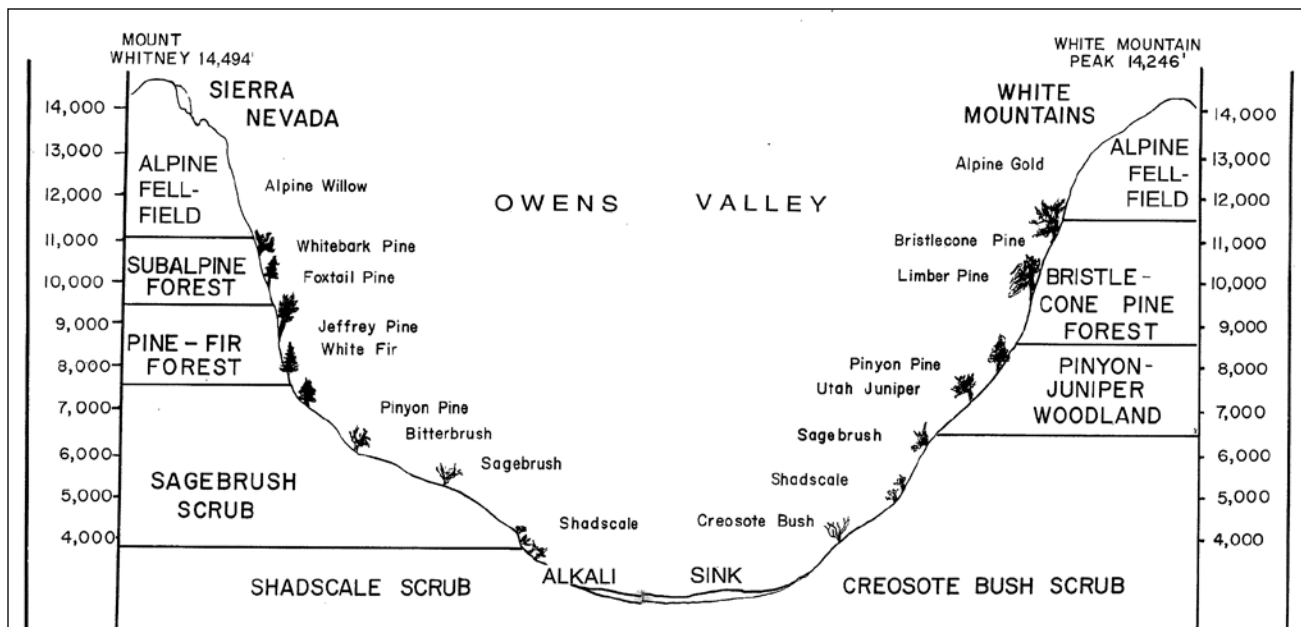 MOUNT
WHITNEY 14,494'
WHITE MOUNTAIN
PEAK 14,246'
SIERRA
NEVADA
WHITE
MOUNTAINS
14,000
13,000
12,000
11,000
10,000
9,000
8,000
7,000
6,000
5,000
4,000
ALPINE
FELL-
FIELD
SUBALPINE
FOREST
PINE-FIR
FOREST
SAGEBRUSH
SCRUB
SHADSCALE SCRUB
Alpine Willow
Whitebark Pine
Foxtail Pine
Jeffrey Pine
White Fir
Pinyon Pine
Bitterbrush
Sagebrush
Shadscale
OWENS VALLEY
ALKALI SINK
Alpine Gold
Bristlecone Pine
Limber Pine
Pinyon Pine
Utah Juniper
Sagebrush
Shadscale
Creosote Bush
ALPINE
FELL-
FIELD
BRISTLE-
CONE PINE
FOREST
PINYON-
JUNIPER
WOODLAND
CREOSOTE BUSH SCRUB
14,000
13,000
12,000
11,000
10,000
9,000
8,000
7,000
6,000
5,000
4,000